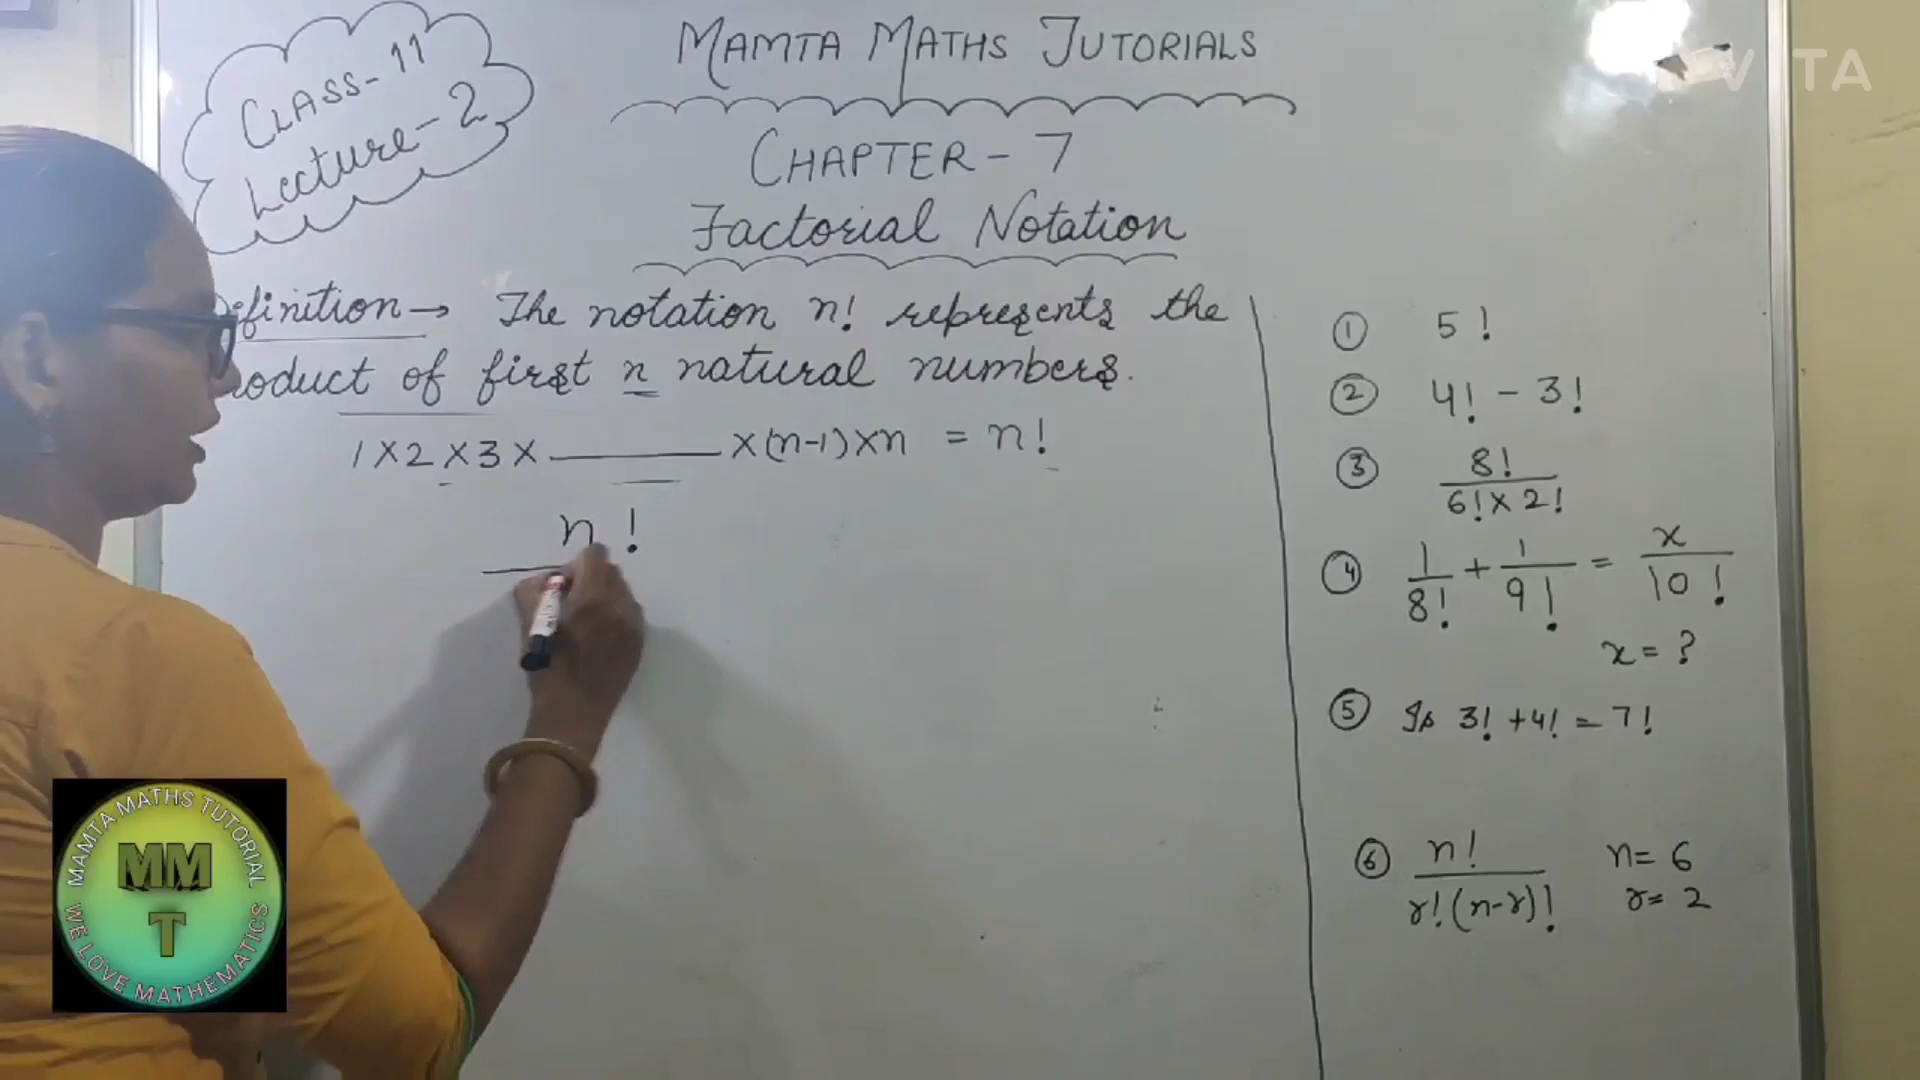 CLASS-11
Lecture-2
MAMTA MATHS TUTORIALS
CHAPTER-7
Factorial Notation
efinition→ The notation n! represents the
roduct of first n natural numbers.
1×2×3×______×(n-1)×n = n!
n!
① 5!
② 4! - 3!
③ 8!/6!×2!
④ 1/8! + 1/9! = x/10!
x=?
⑤ Is 3!+4!=7!
⑥ n!/r!(n-r)! n=6
r=2
MAMTA MATHS TUTORIAL
MM
T
WE LOVE MATHEMATICS
VITA